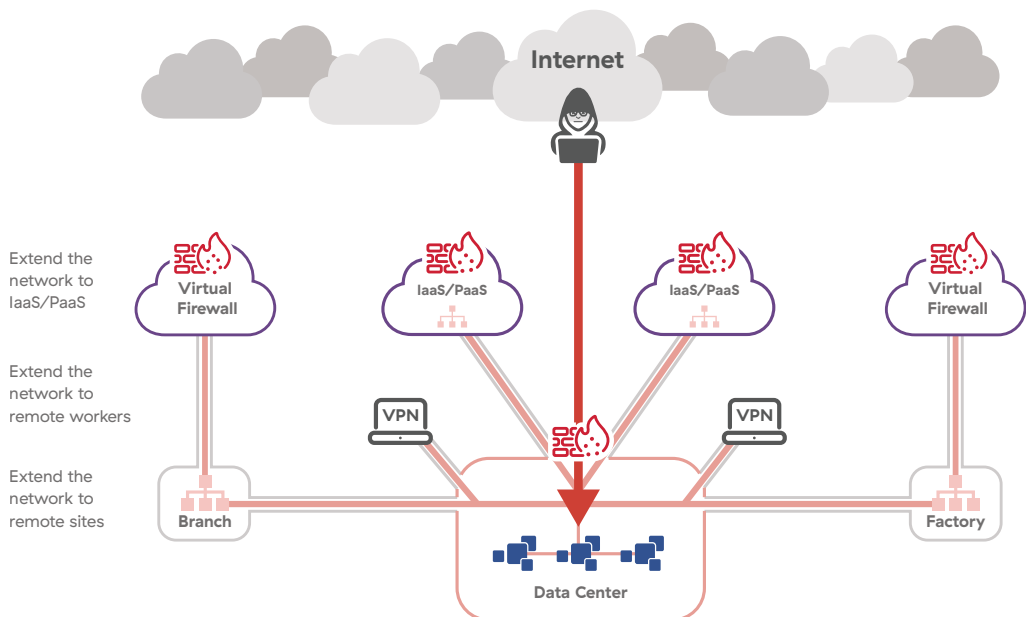 Internet
Extend the
network to
IaaS/PaaS
Virtual
Firewall
IaaS/PaaS
IaaS/PaaS
Virtual
Firewall
Extend the
network to
remote workers
VPN
VPN
Extend the
network to
remote sites
Branch
Factory
Data Center